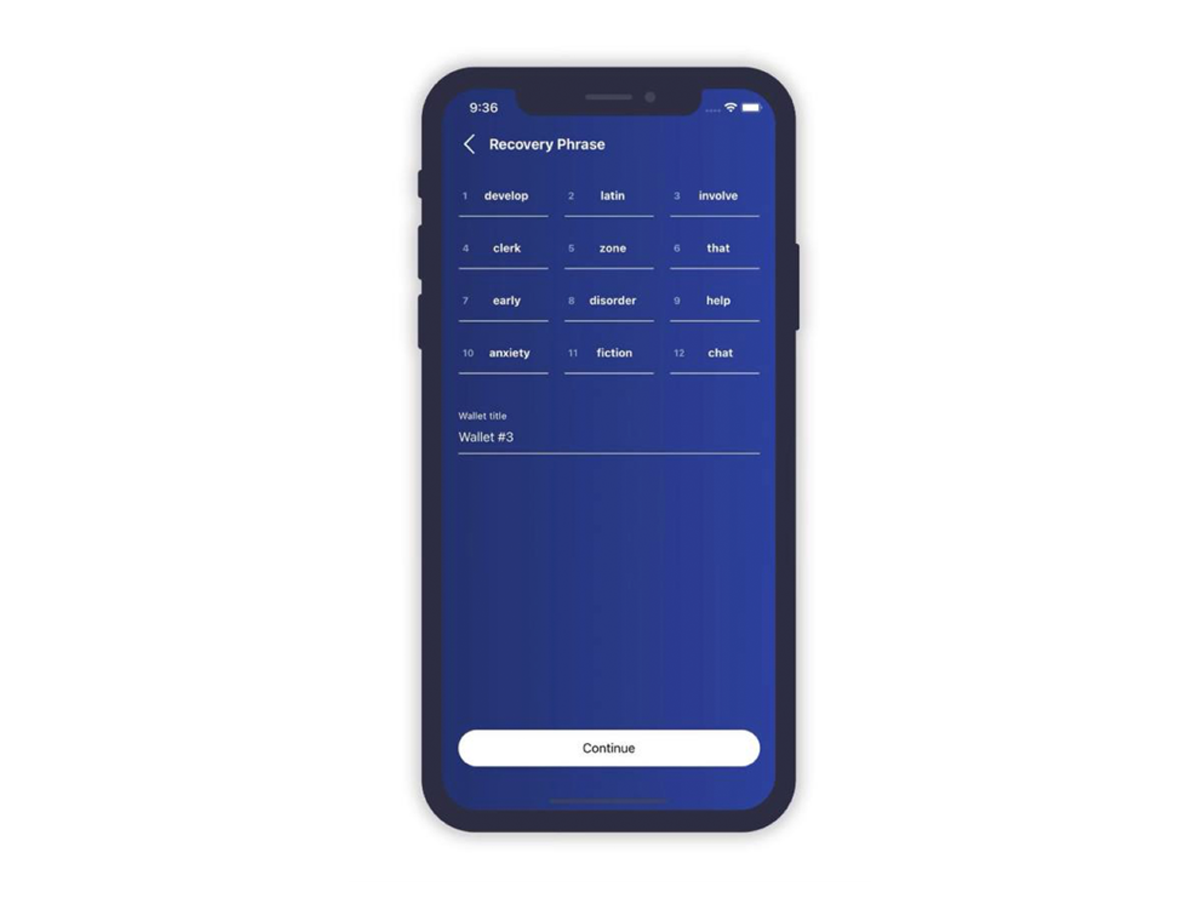 9:36
Recovery Phrase
1 develop 2 latin 3 involve
4 clerk 5 zone 6 that
7 early 8 disorder 9 help
10 anxiety 11 fiction 12 chat
Wallet title
Wallet #3
Continue